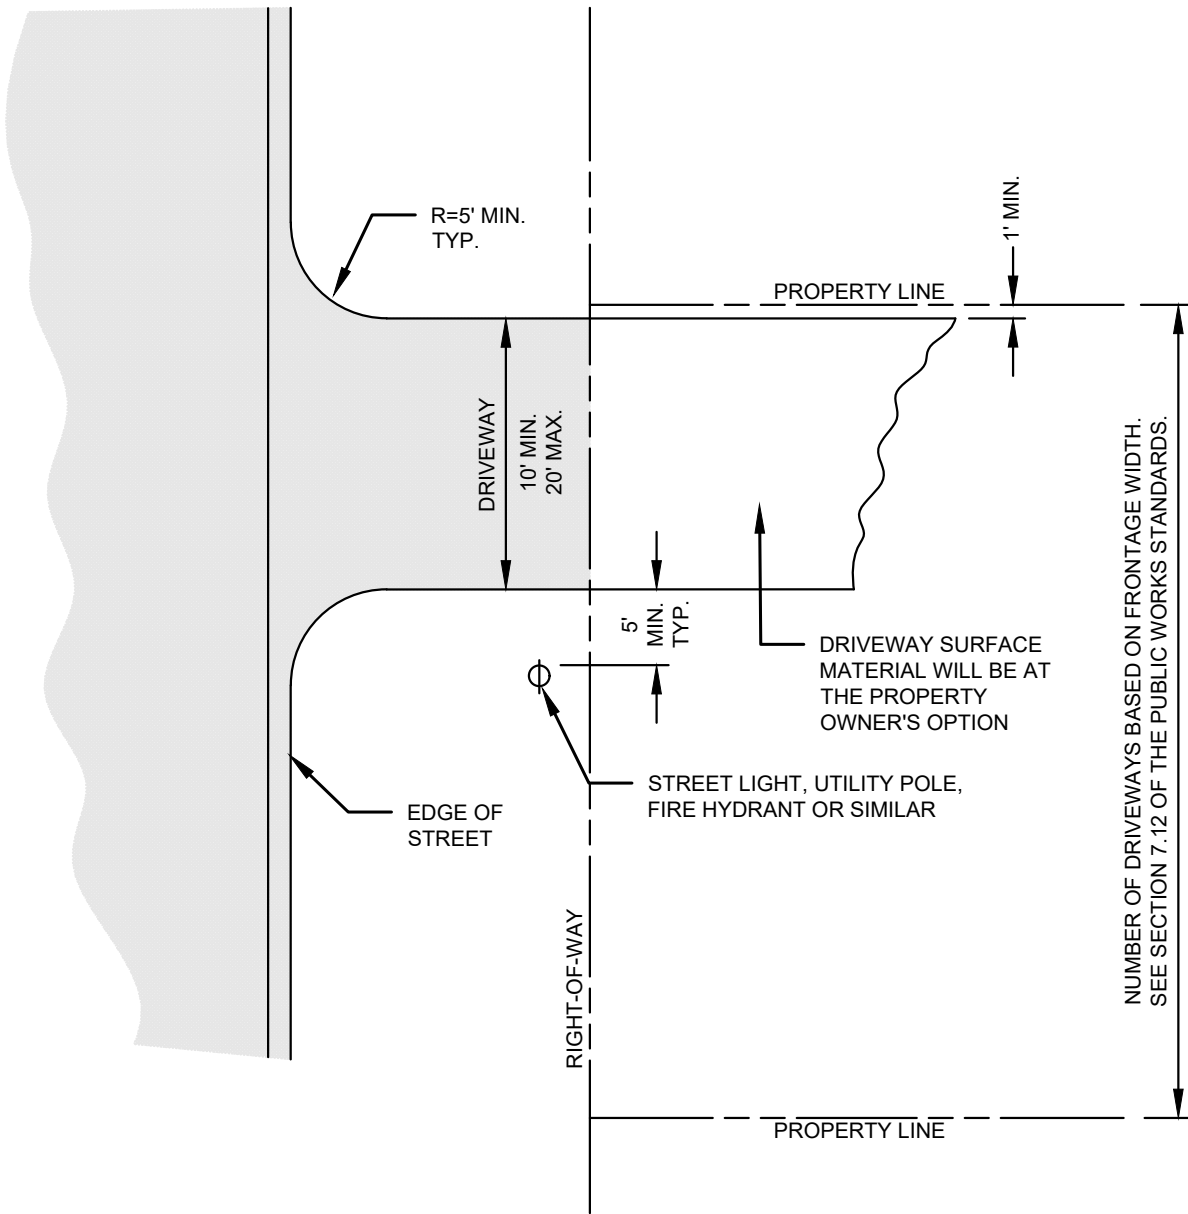 R=5' MIN.
TYP.
1' MIN.
PROPERTY LINE
DRIVEWAY
10' MIN.
20' MAX.
5'
MIN.
TYP.
DRIVEWAY SURFACE
MATERIAL WILL BE AT
THE PROPERTY
OWNER'S OPTION
STREET LIGHT, UTILITY POLE,
FIRE HYDRANT OR SIMILAR
EDGE OF
STREET
NUMBER OF DRIVEWAYS BASED ON FRONTAGE WIDTH.
SEE SECTION 7.12 OF THE PUBLIC WORKS STANDARDS.
RIGHT-OF-WAY
PROPERTY LINE